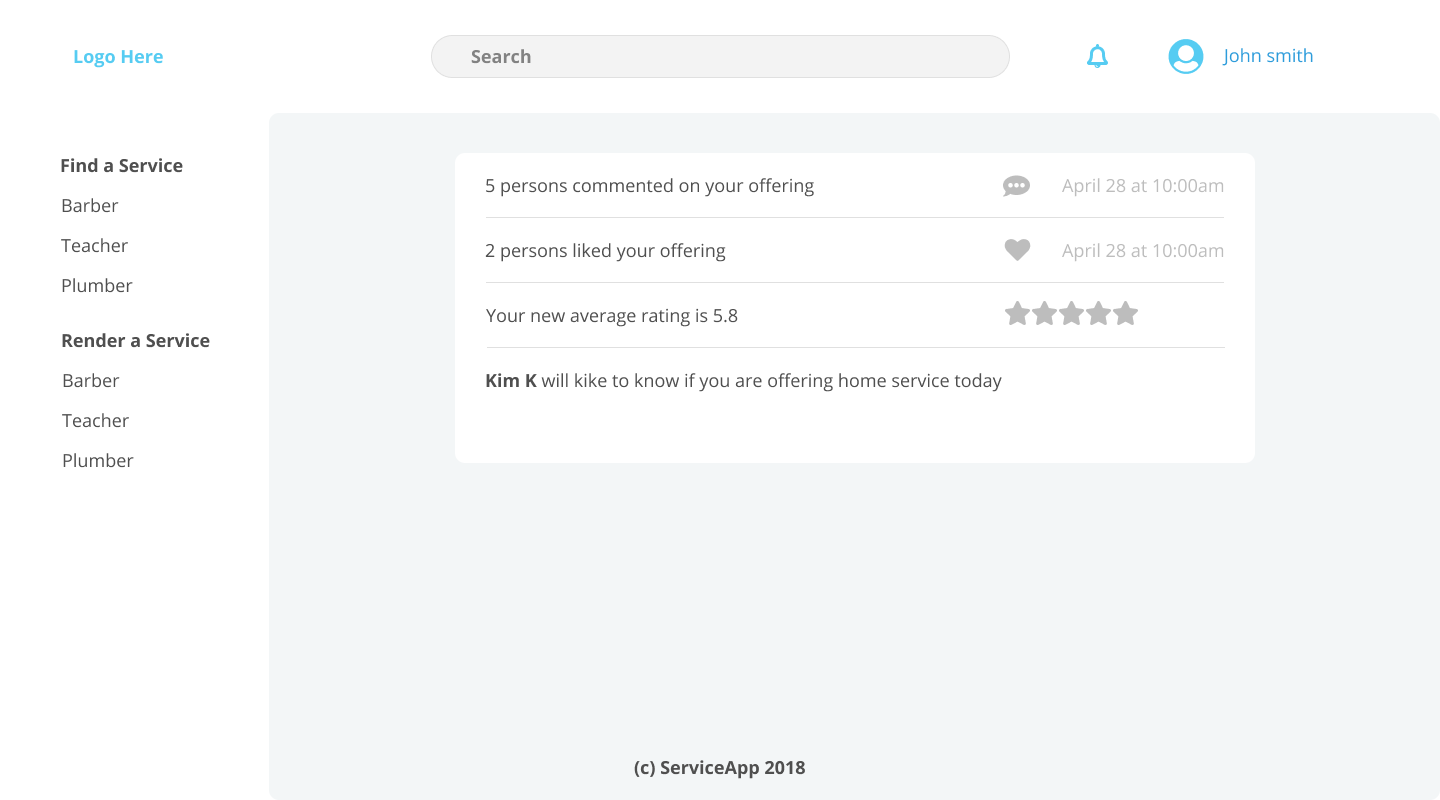 Logo Here
Search
John smith
Find a Service
Barber
Teacher
Plumber
Render a Service
Barber
Teacher
Plumber
5 persons commented on your offering
April 28 at 10:00am
2 persons liked your offering
April 28 at 10:00am
Your new average rating is 5.8
Kim K will kike to know if you are offering home service today
(c) ServiceApp 2018